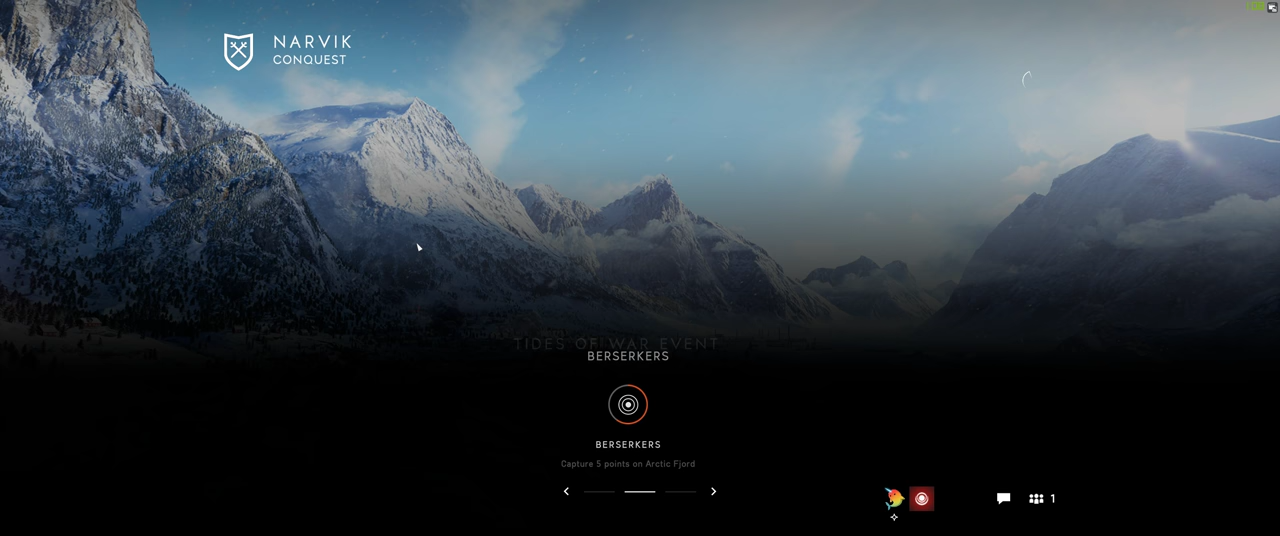 NARVIK
CONQUEST
TIDES OF WAR EVENT
BERSERKERS
BERSERKERS
Capture 5 points on Arctic Fjord
1